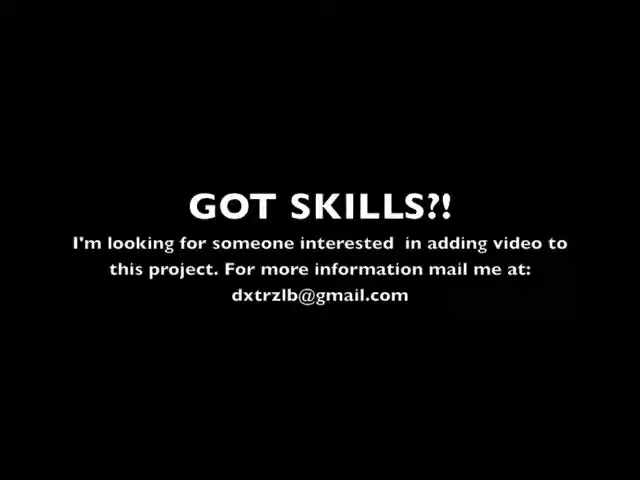 GOT SKILLS?!
I'm looking for someone interested  in adding video to
this project. For more information mail me at:
dxtrzlb@gmail.com